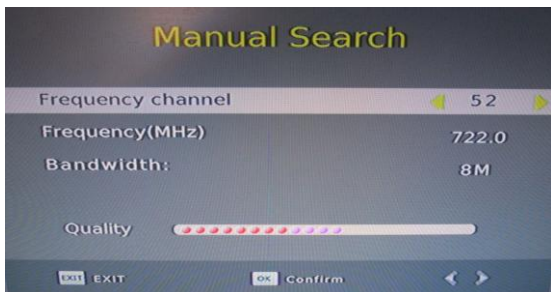 Manual Search
Frequency channel 52
Frequency(MHz) 722.0
Bandwidth: 8M
Quality
EXIT EXIT OK Confirm